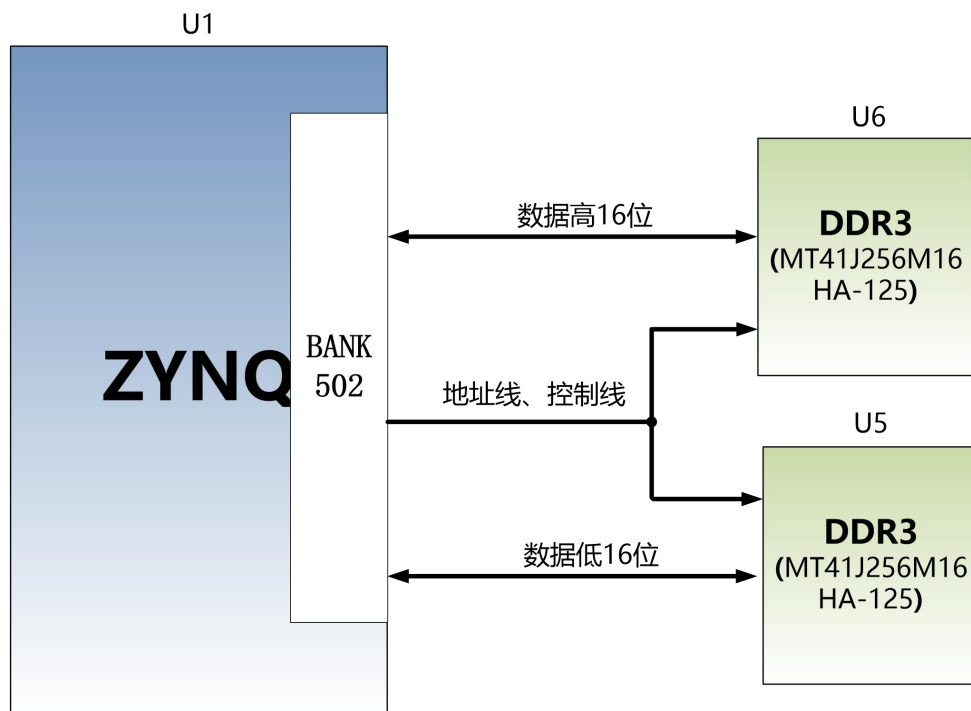 U1
U6
数据高16位
DDR3
(MT41J256M16
HA-125)
ZYNQ
BANK
502
地址线、控制线
U5
数据低16位
DDR3
(MT41J256M16
HA-125)